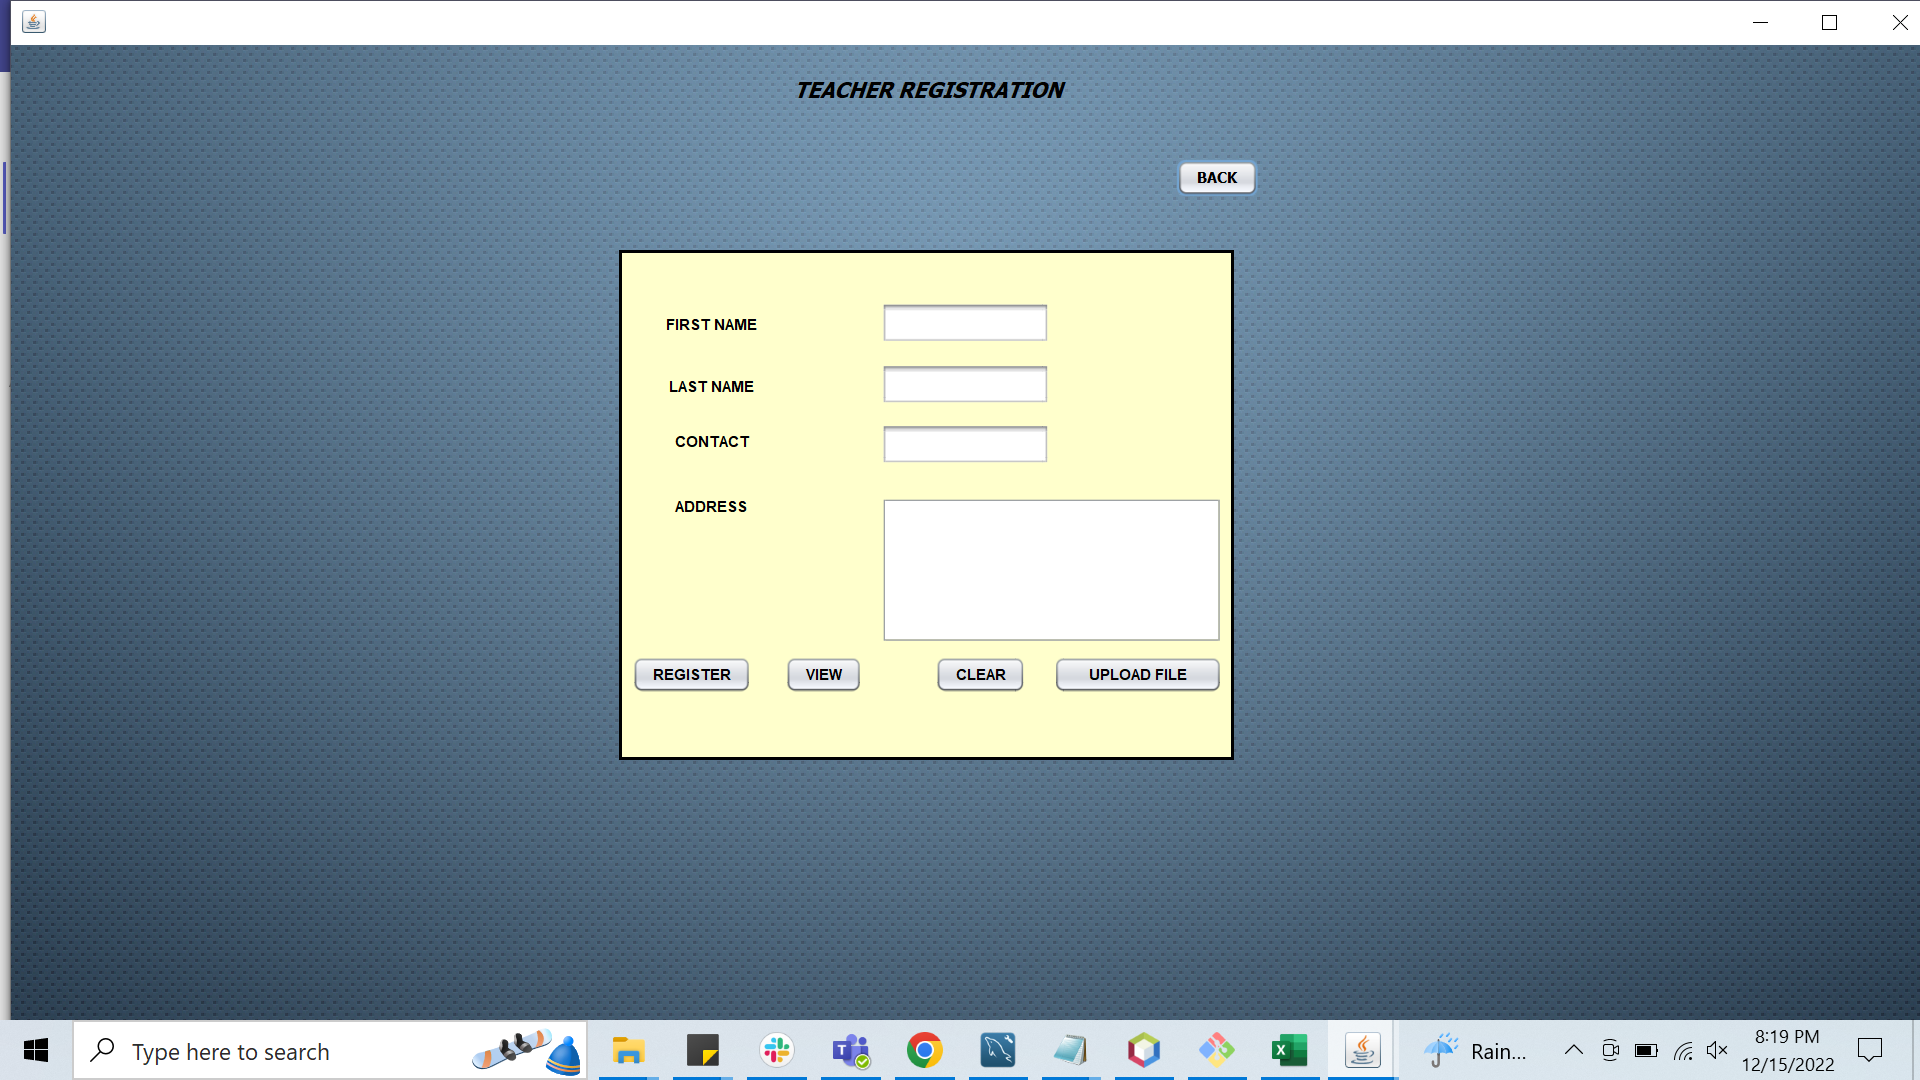 TEACHER REGISTRATION
BACK
FIRST NAME
LAST NAME
CONTACT
ADDRESS
REGISTER VIEW CLEAR UPLOAD FILE
Type here to search
Rain...
8:19 PM
12/15/2022